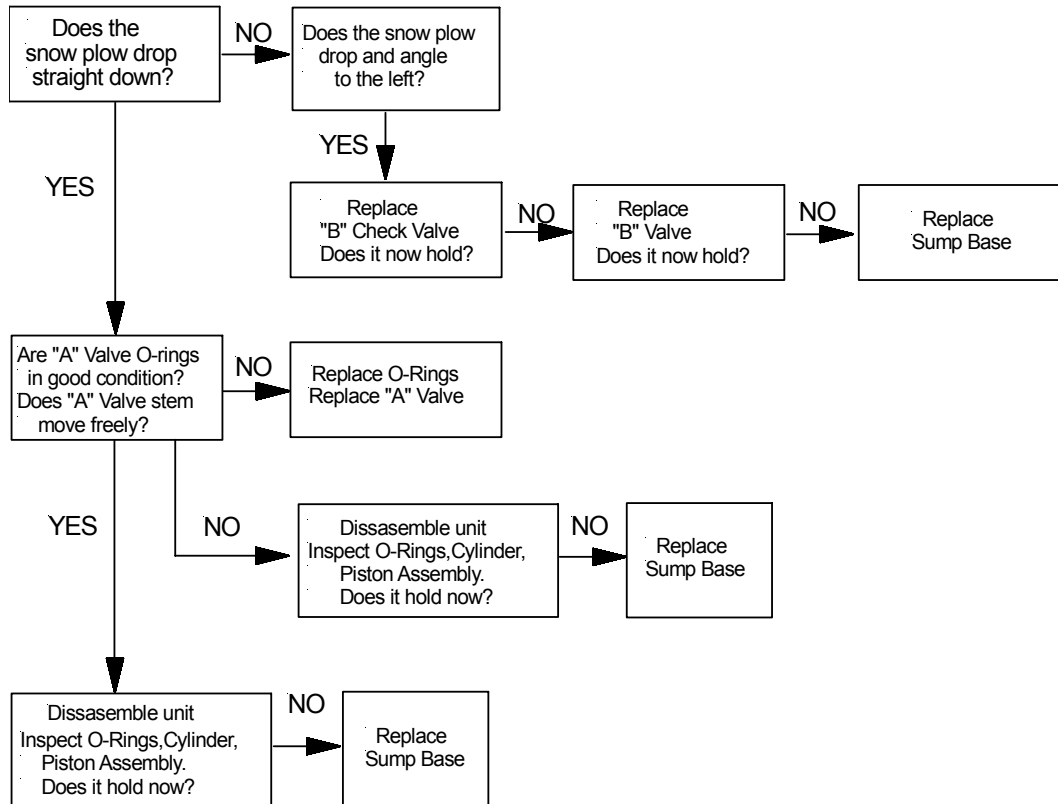 Does the
snow plow drop
straight down?
NO
Does the snow plow
drop and angle
to the left?
YES
YES
Replace
"B" Check Valve
Does it now hold?
NO
Replace
"B" Valve
Does it now hold?
NO
Replace
Sump Base
Are "A" Valve O-rings
in good condition?
Does "A" Valve stem
move freely?
NO
Replace O-Rings
Replace "A" Valve
YES
NO
Dissasemble unit
Inspect O-Rings,Cylinder,
Piston Assembly.
Does it hold now?
NO
Replace
Sump Base
Dissasemble unit
Inspect O-Rings,Cylinder,
Piston Assembly.
Does it hold now?
NO
Replace
Sump Base